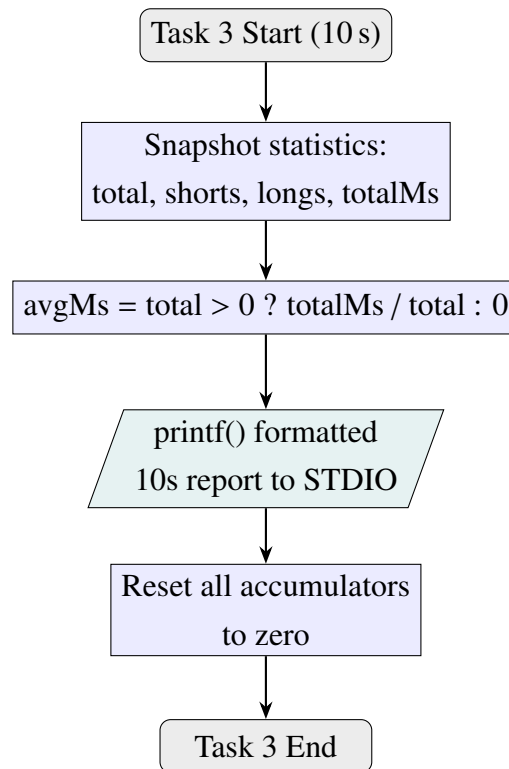 Task 3 Start (10 s)
Snapshot statistics:
total, shorts, longs, totalMs
avgMs = total > 0 ? totalMs / total : 0
printf() formatted
10s report to STDIO
Reset all accumulators
to zero
Task 3 End